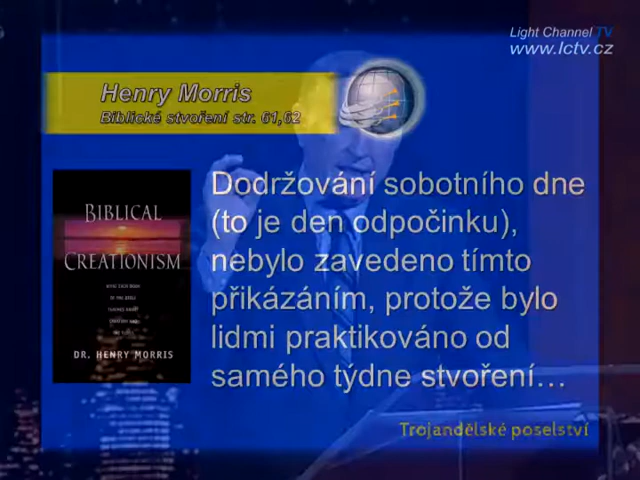 Light Channel TV
www.lctv.cz
Henry Morris
Biblické stvoření str. 61,62
Dodržování sobotního dne
(to je den odpočinku),
nebylo zavedeno tímto
přikázáním, protože bylo
lidmi praktikováno od
samého týdne stvoření…
BIBLICAL
CREATIONISM
DR. HENRY MORRIS
Trojandělské poselství